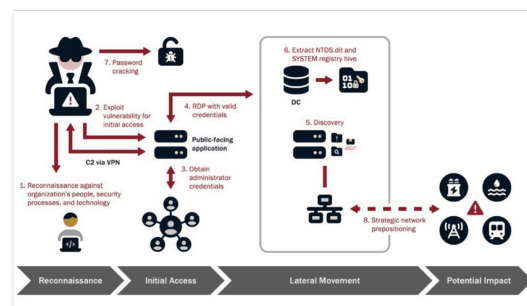 7. Password
cracking
2. Exploit
vulnerability for
initial access
C2 via VPN
1. Reconnaissance against
organization's people, security
processes, and technology
Public-facing
application
3. Obtain
administrator
credentials
4. RDP with valid
credentials
6. Extract NTDS.dit and
SYSTEM registry hive
01
10
DC
5. Discovery
8. Strategic network
prepositioning
Reconnaissance
Initial Access
Lateral Movement
Potential Impact